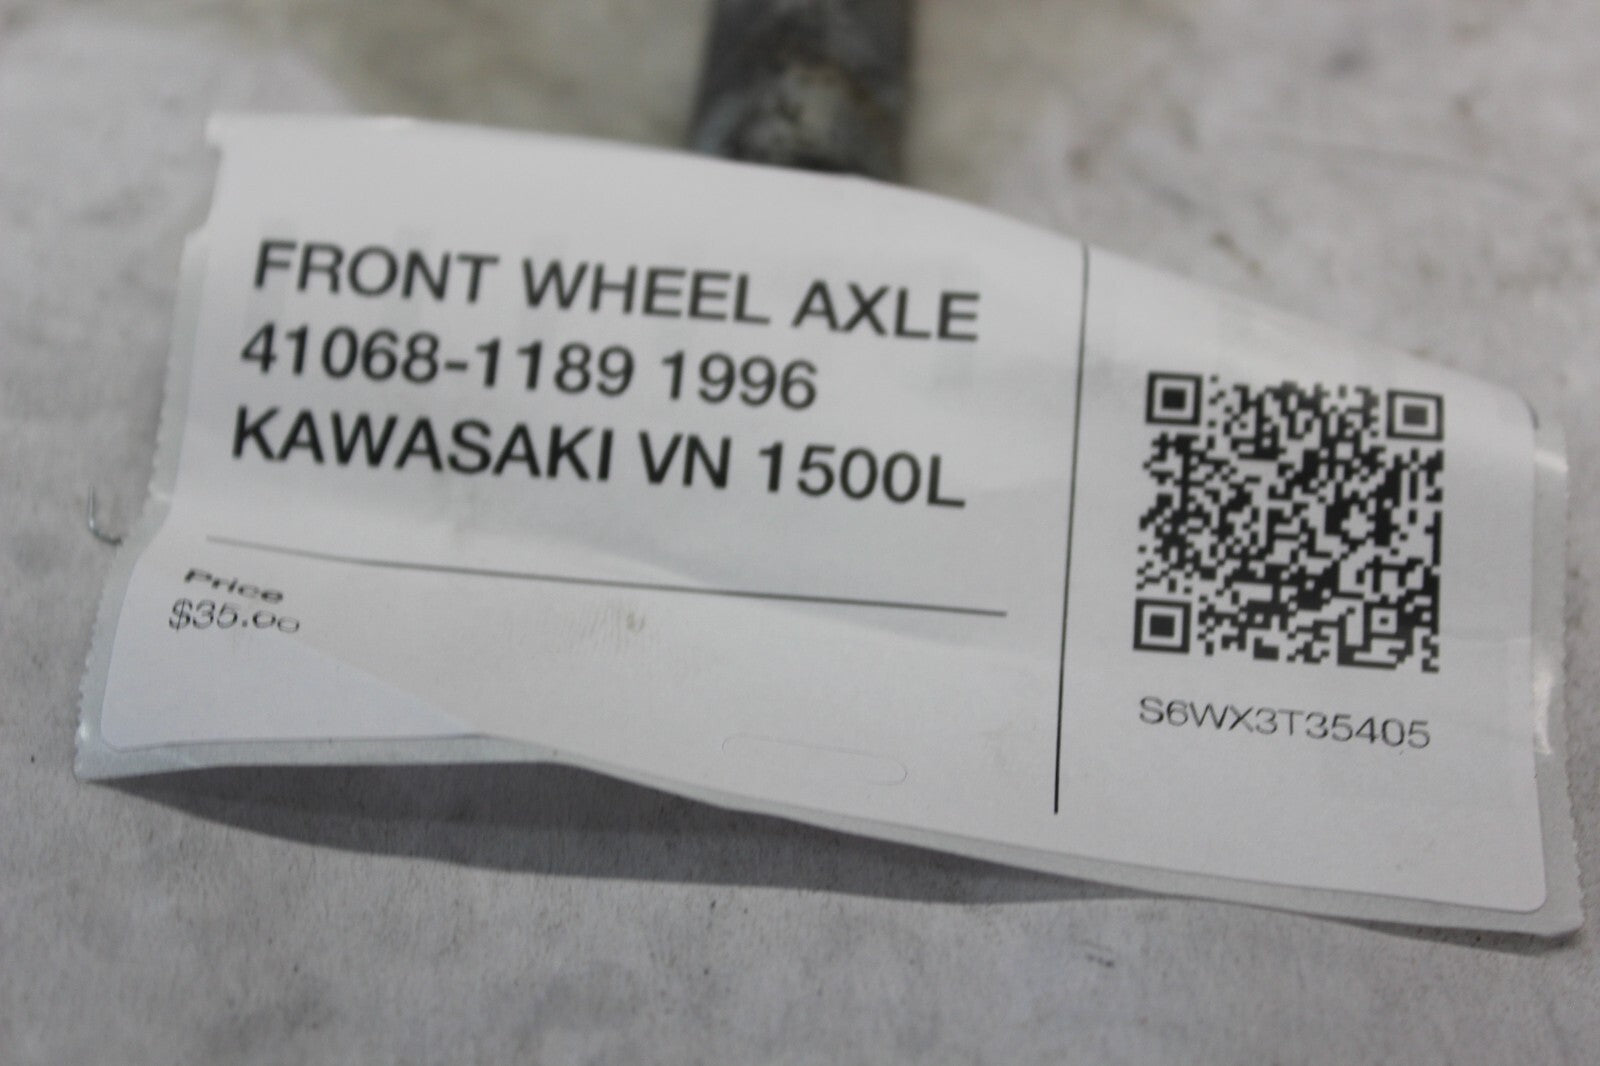 FRONT WHEEL AXLE
41068-1189 1996
KAWASAKI VN 1500L
Price
$35.00
S6WX3T35405